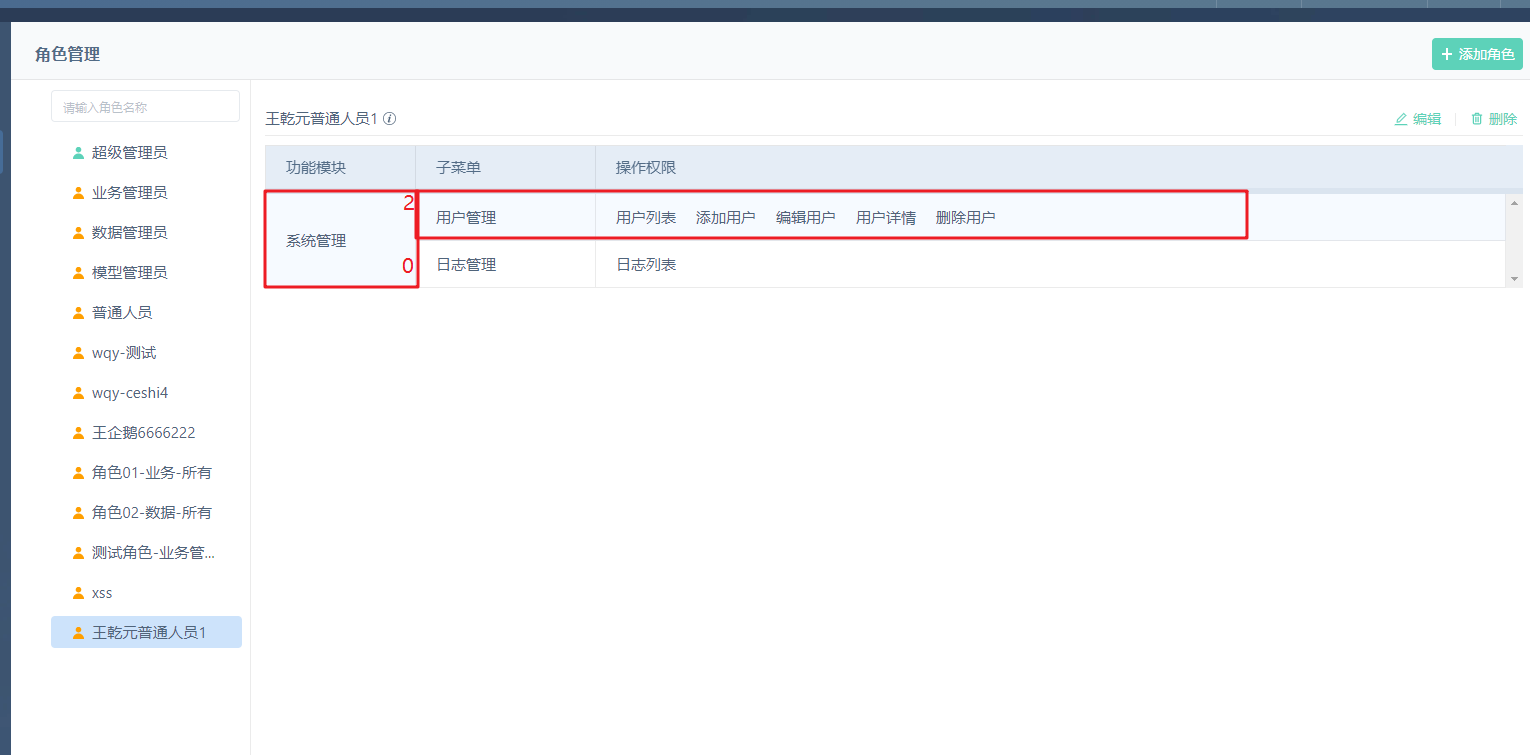 角色管理
+ 添加角色
请输入角色名称
超级管理员
业务管理员
数据管理员
模型管理员
普通人员
wqy-测试
wqy-ceshi4
王企鹅6666222
角色01-业务-所有
角色02-数据-所有
测试角色-业务管...
xss
王乾元普通人员1
王乾元普通人员1
编辑
删除
功能模块 子菜单 操作权限
系统管理
2
0
用户管理 用户列表 添加用户 编辑用户 用户详情 删除用户
日志管理 日志列表